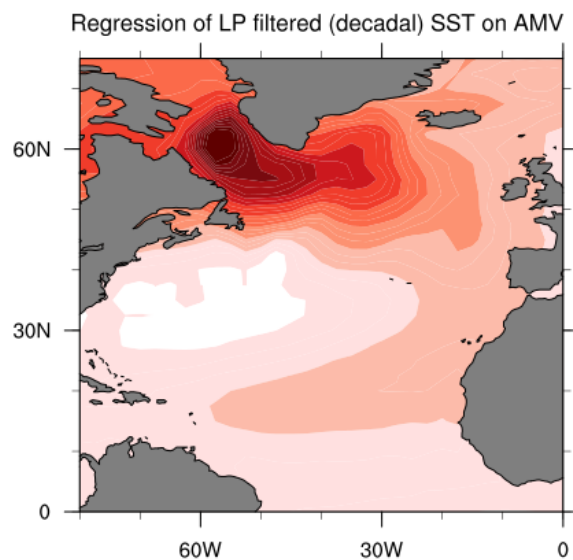 Regression of LP filtered (decadal) SST on AMV
60N
30N
0
60W
30W
0